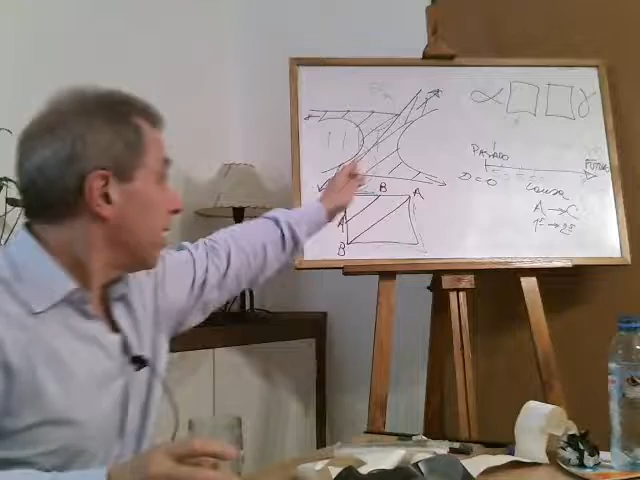 α γ
PASADO
FUTURO
D=0
causa
A → C
1º → 2º
B A
A
B